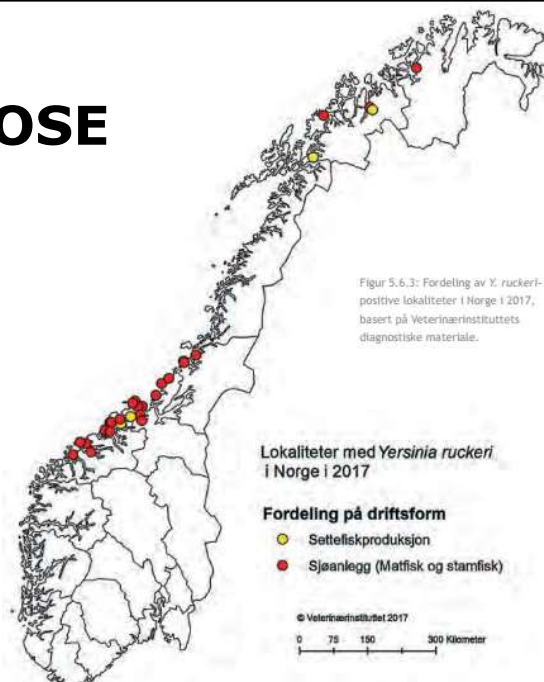 OSE
Figur 5.6.3: Fordeling av Y. ruckeri-
positive lokaliteter i Norge i 2017,
basert på Veterinærinstituttets
diagnostiske materiale.
Lokaliteter med Yersinia ruckeri
i Norge i 2017
Fordeling på driftsform
Settefiskproduksjon
Sjøanlegg (Matfisk og stamfisk)
© Veterinærinstituttet 2017
0 75 150 300 Kilometer